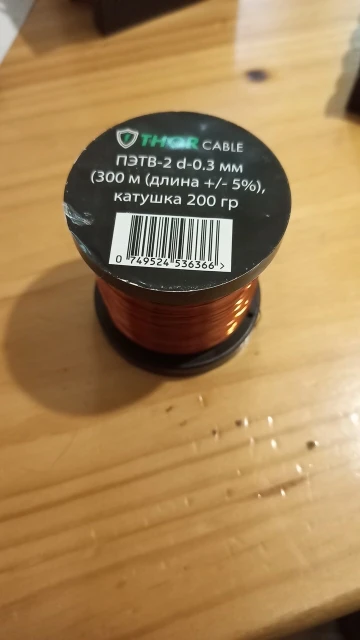 THOR CABLE
ПЭТВ-2 d-0.3 мм
(300 м (длина +/- 5%),
катушка 200 гр
0 749524 536366 >